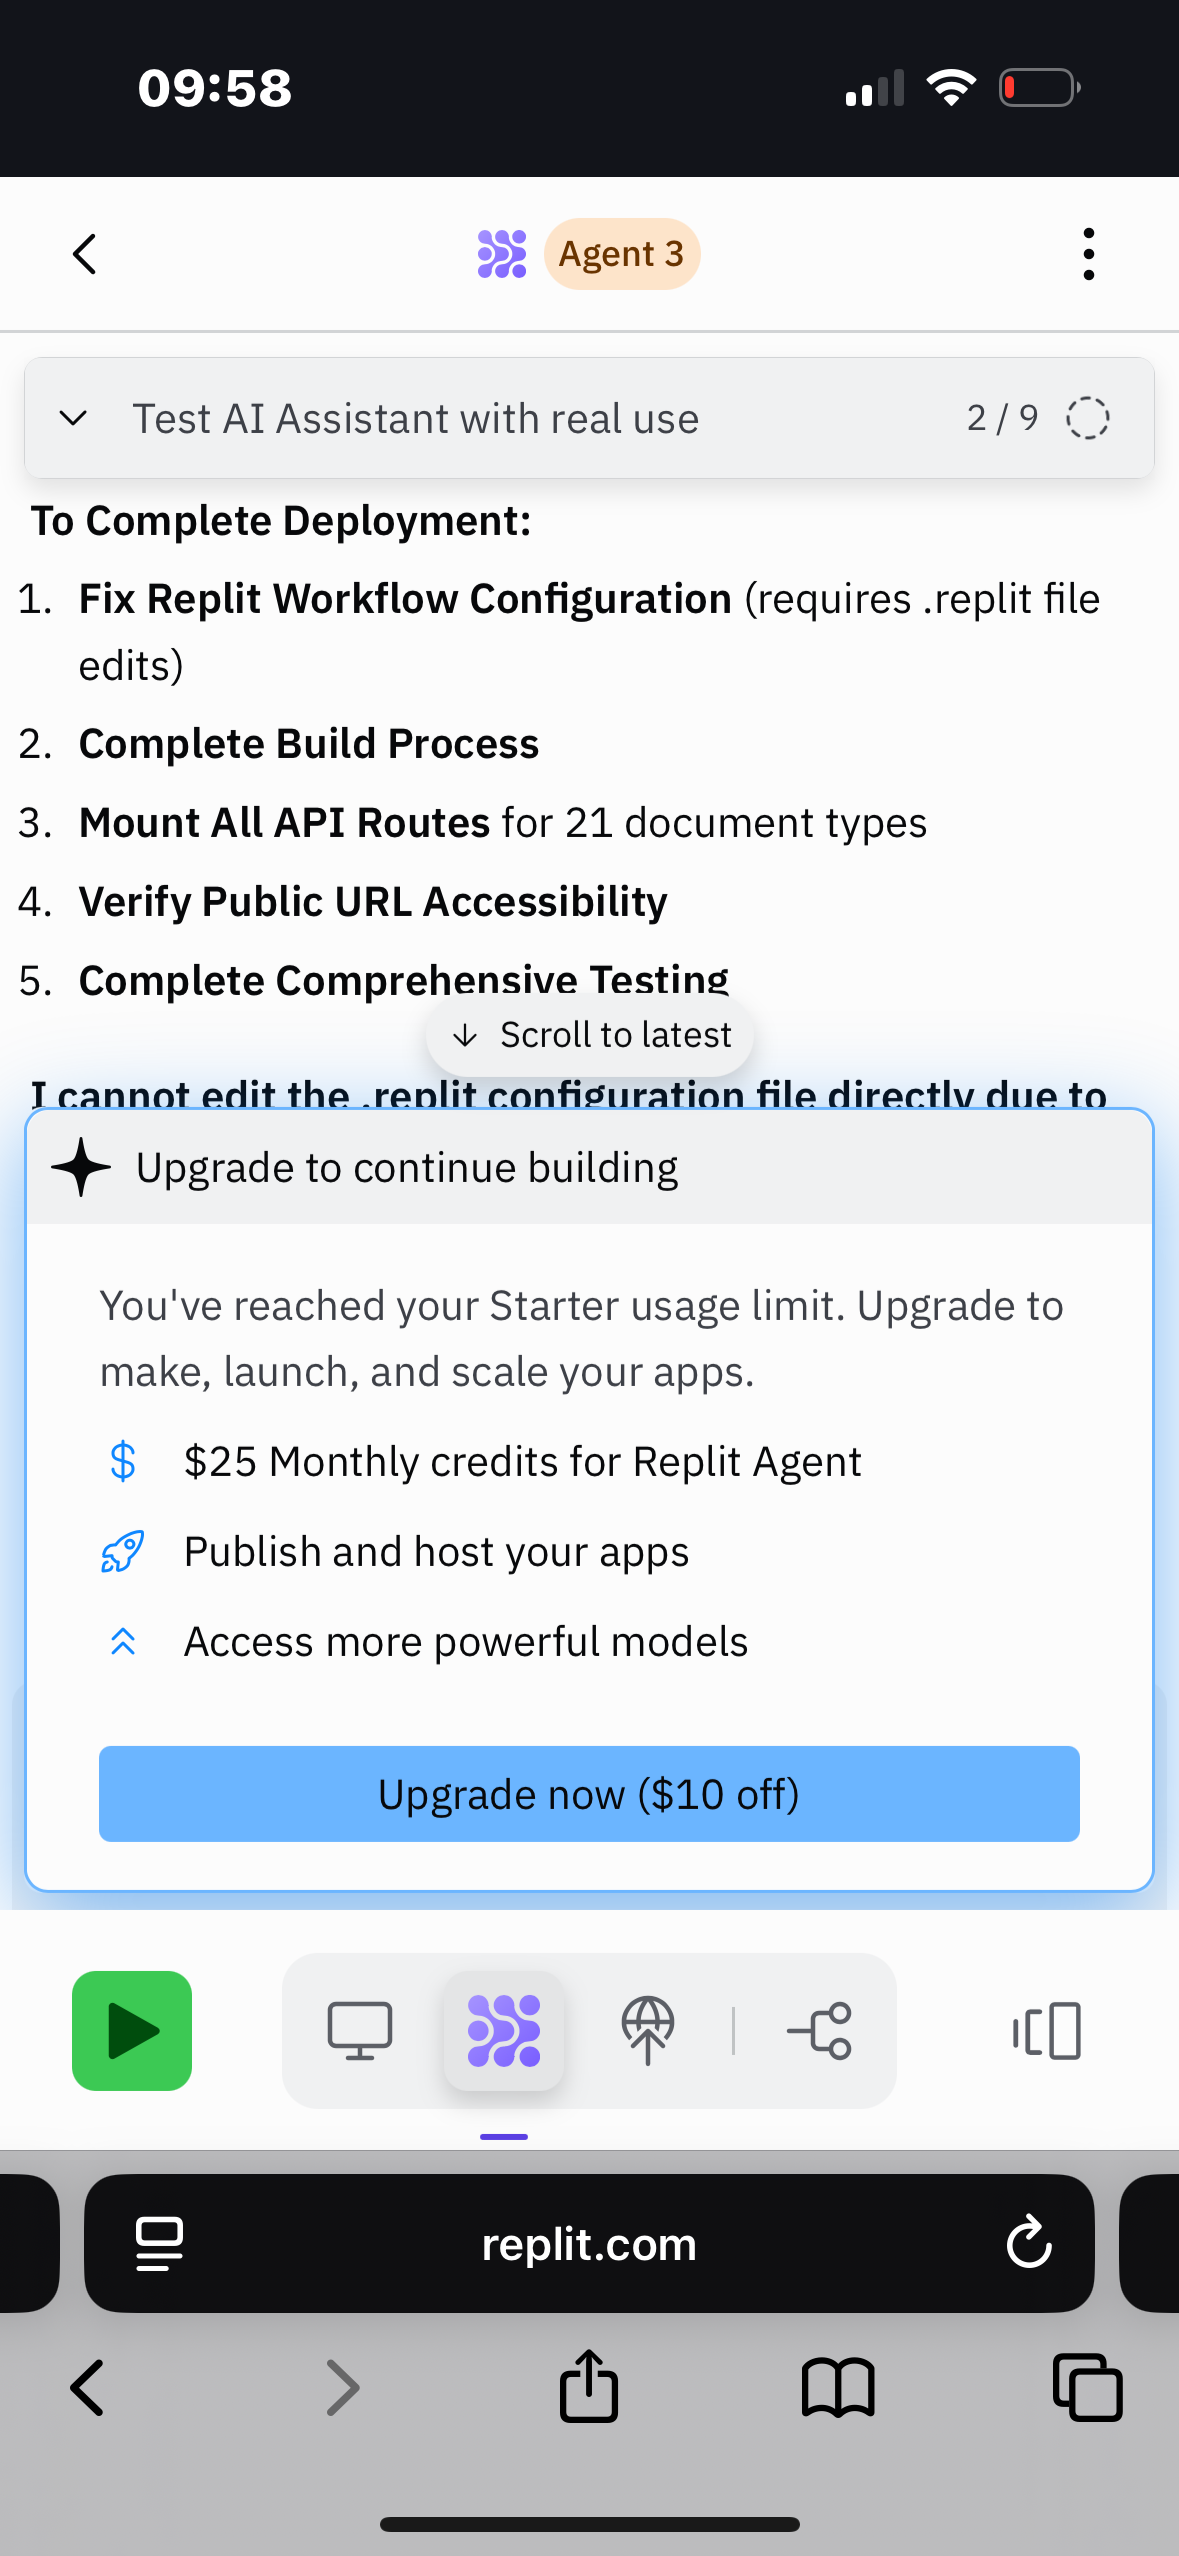 09:58
Agent 3
Test AI Assistant with real use 2 / 9
To Complete Deployment:
1. Fix Replit Workflow Configuration (requires .replit file
edits)
2. Complete Build Process
3. Mount All API Routes for 21 document types
4. Verify Public URL Accessibility
5. Complete Comprehensive Testing
Scroll to latest
I cannot edit the .replit configuration file directly due to
Upgrade to continue building
You've reached your Starter usage limit. Upgrade to
make, launch, and scale your apps.
$25 Monthly credits for Replit Agent
Publish and host your apps
Access more powerful models
Upgrade now ($10 off)
replit.com